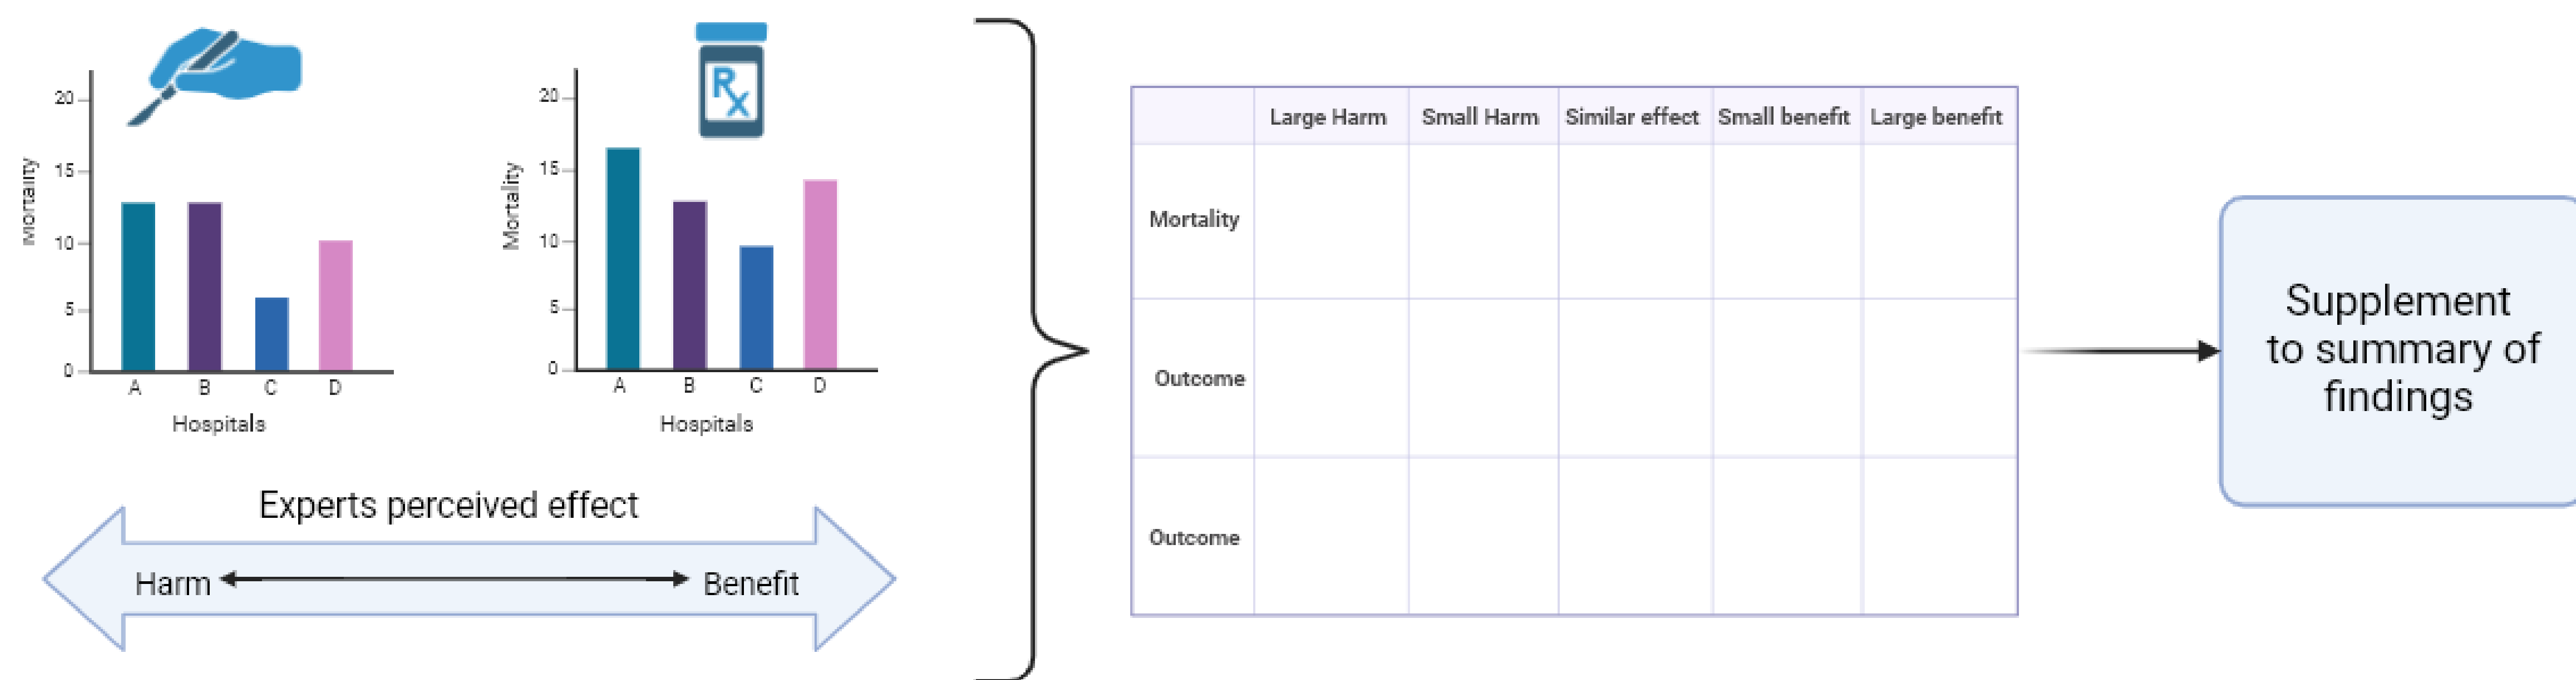 20
15
10
5
0
Mortality
A B C D
Hospitals
Rx
20
15
10
5
0
Mortality
A B C D
Hospitals
Experts perceived effect
Harm Benefit
Large Harm Small Harm Similar effect Small benefit Large benefit
Mortality
Outcome
Outcome
Supplement
to summary of
findings